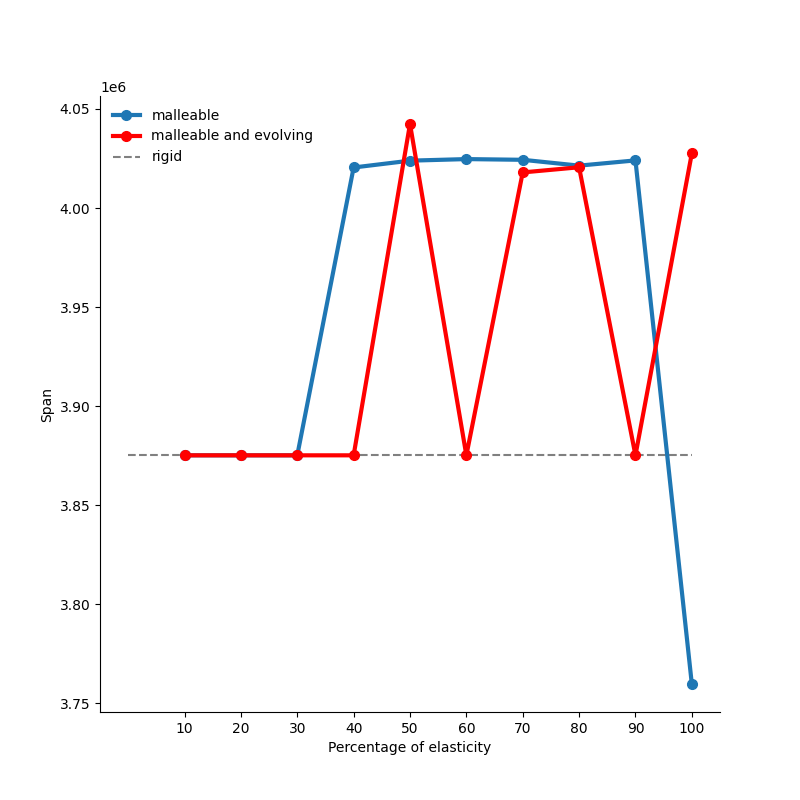 1e6
malleable
malleable and evolving
rigid
4.05
4.00
3.95
3.90
3.85
3.80
3.75
Span
10 20 30 40 50 60 70 80 90 100
Percentage of elasticity